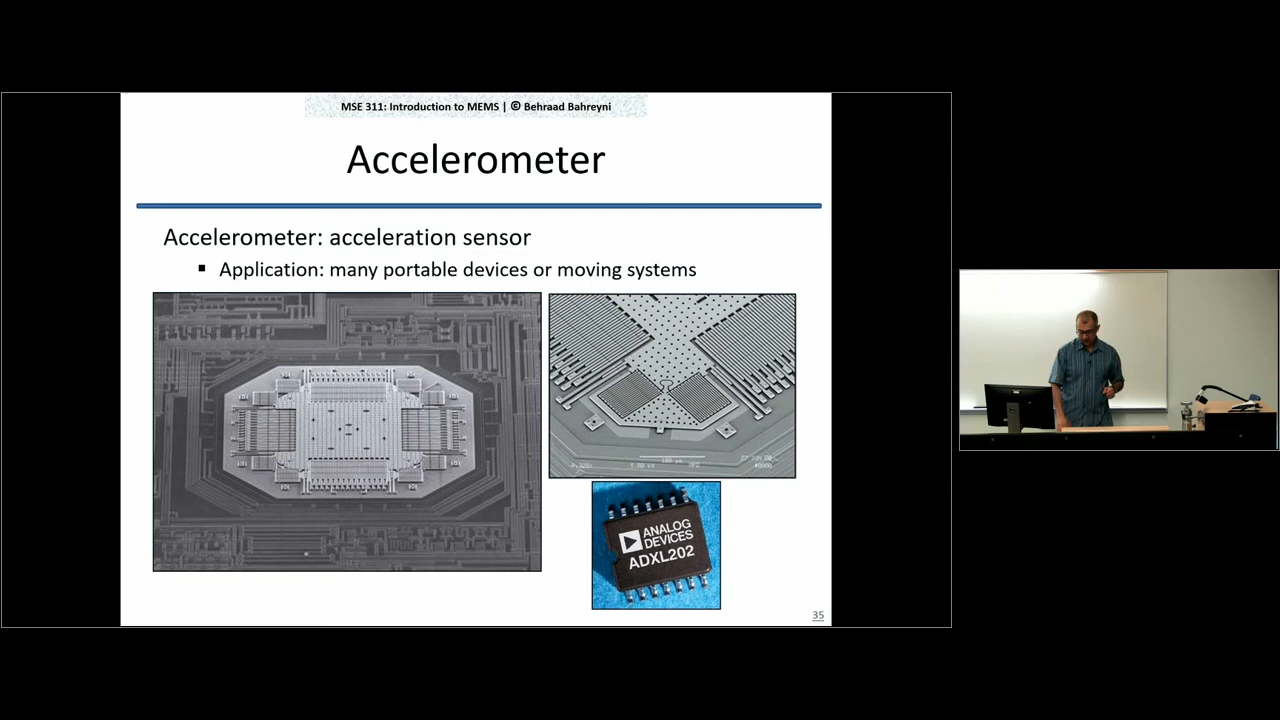 MSE 311: Introduction to MEMS | © Behraad Bahreyni
Accelerometer
Accelerometer: acceleration sensor
▪ Application: many portable devices or moving systems
ANALOG
DEVICES
ADXL202
35